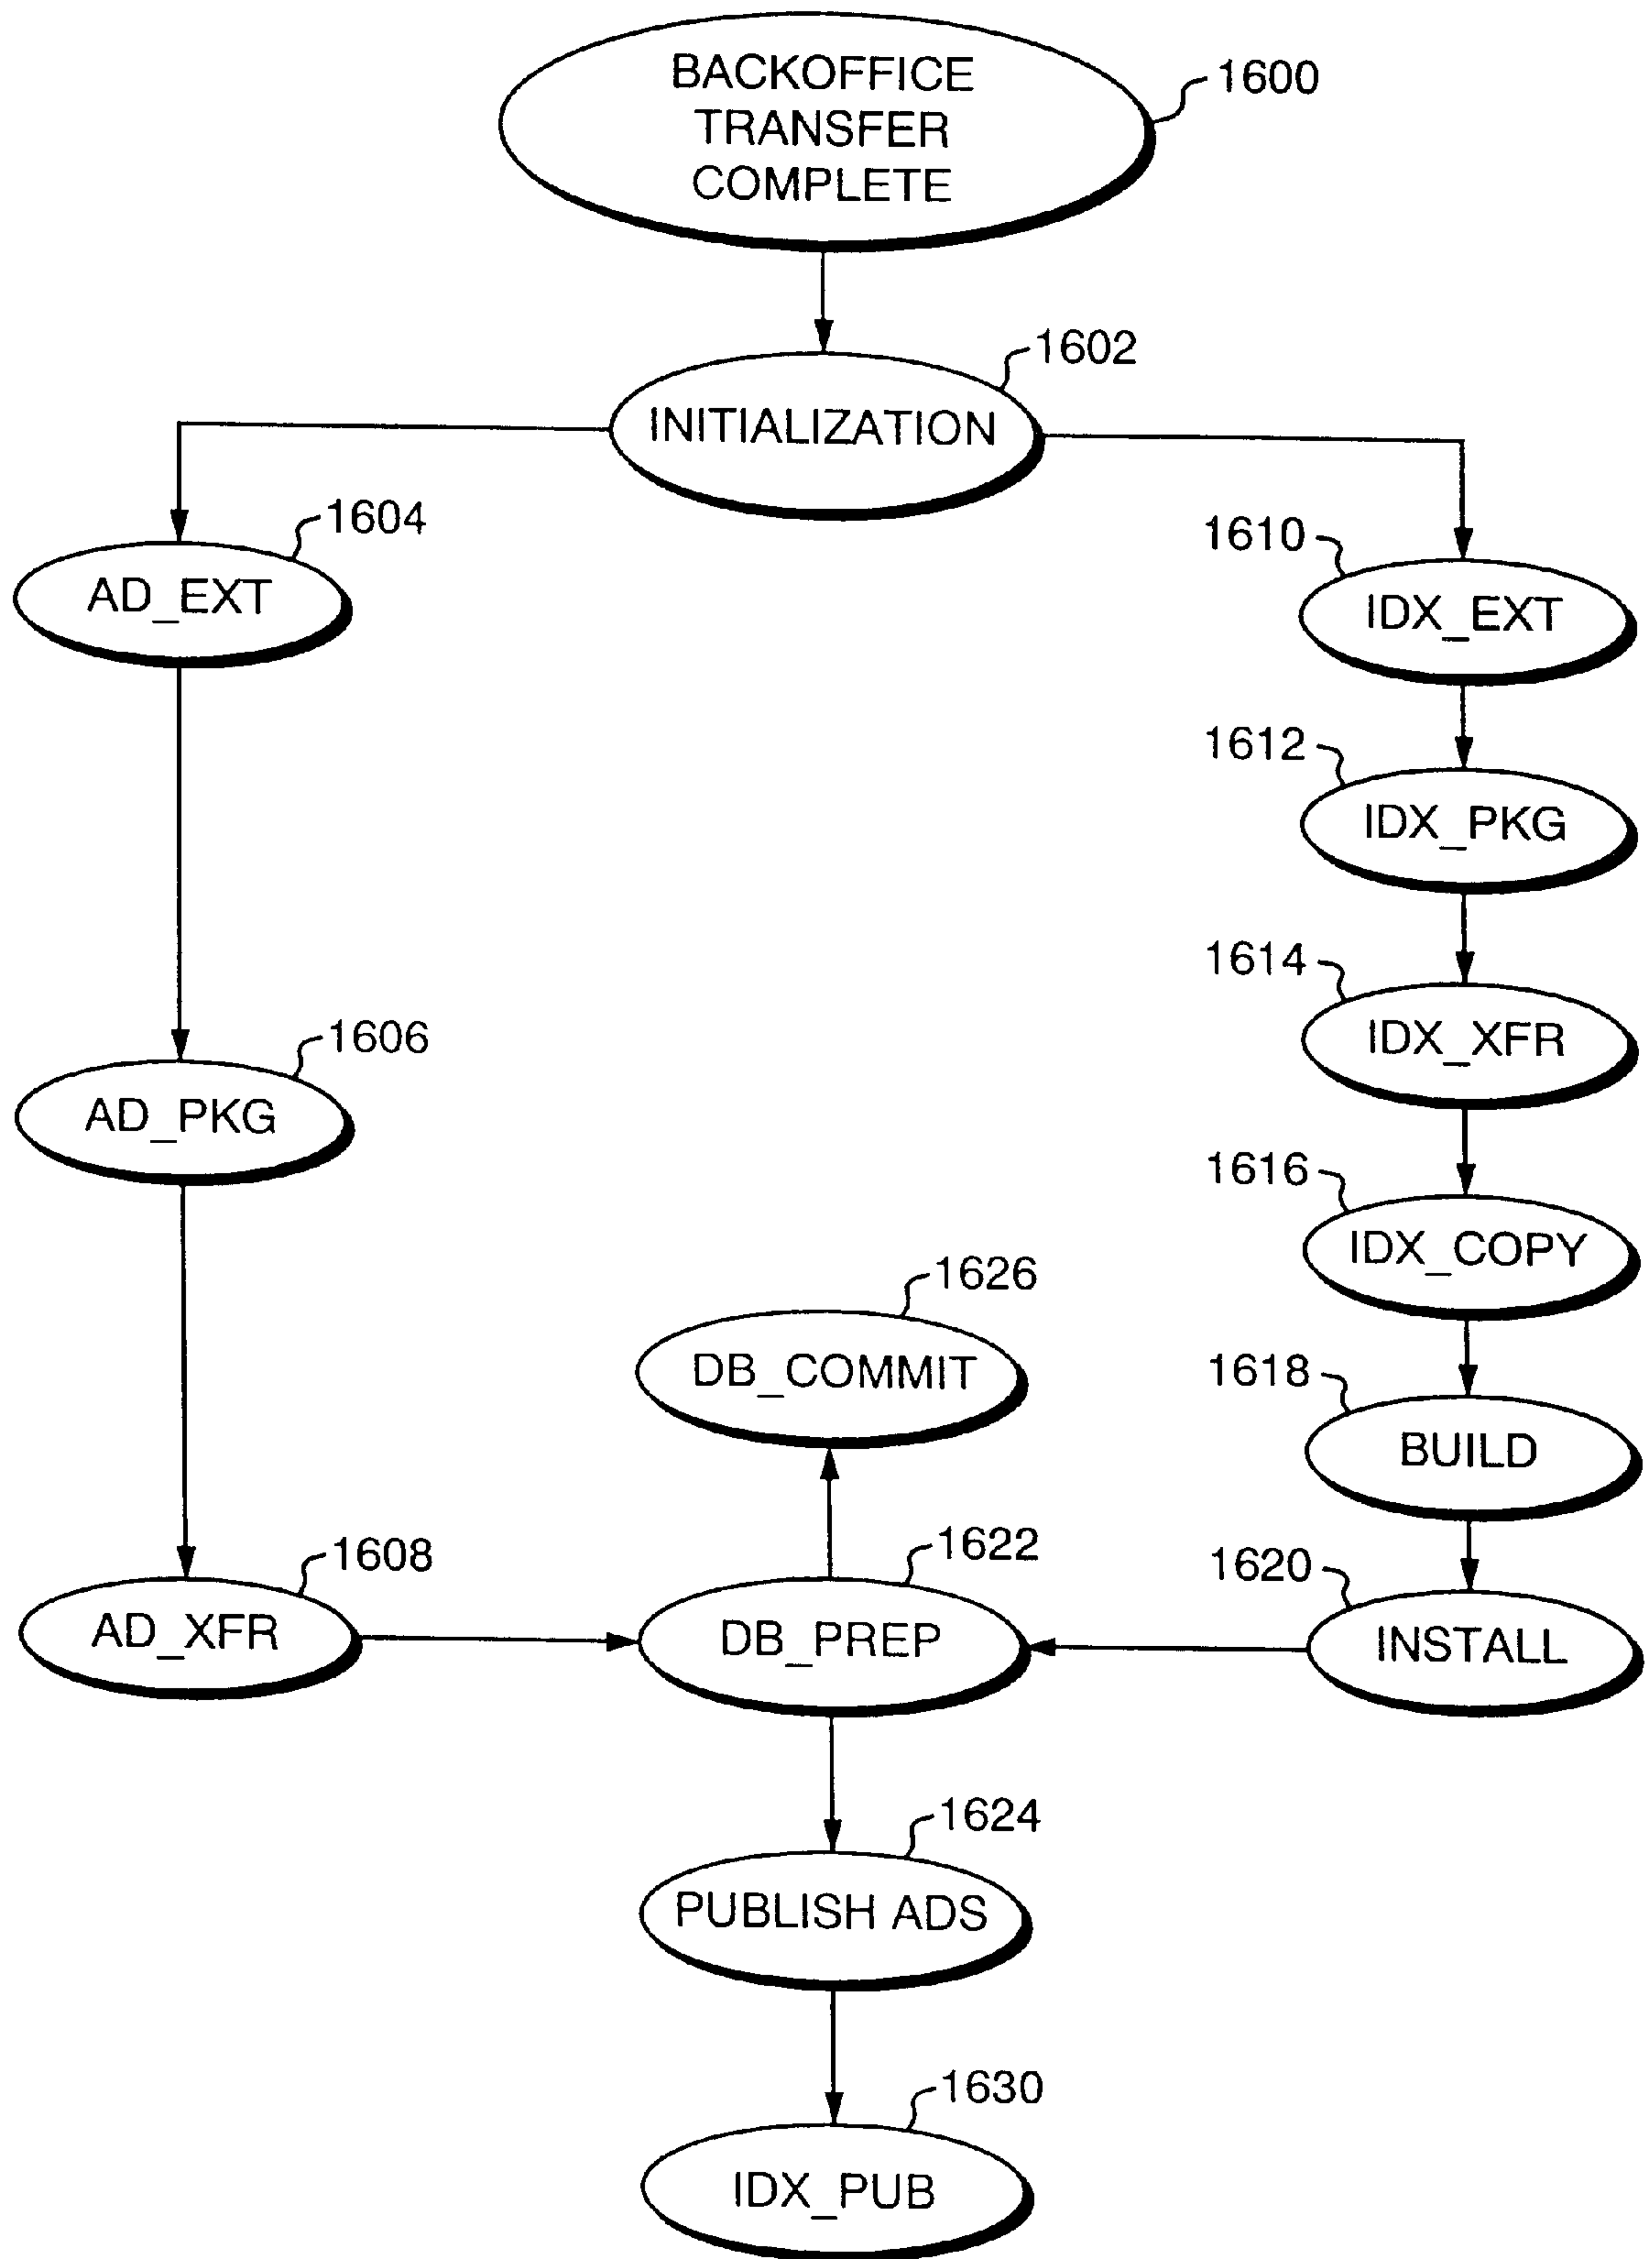 BACKOFFICE
TRANSFER
COMPLETE
1600
1602
INITIALIZATION
1604
AD_EXT
1610
IDX_EXT
1612
IDX_PKG
1614
IDX_XFR
1606
AD_PKG
1616
IDX_COPY
1626
DB_COMMIT
1618
BUILD
1608
AD_XFR
1622
DB_PREP
1620
INSTALL
1624
PUBLISH ADS
1630
IDX_PUB